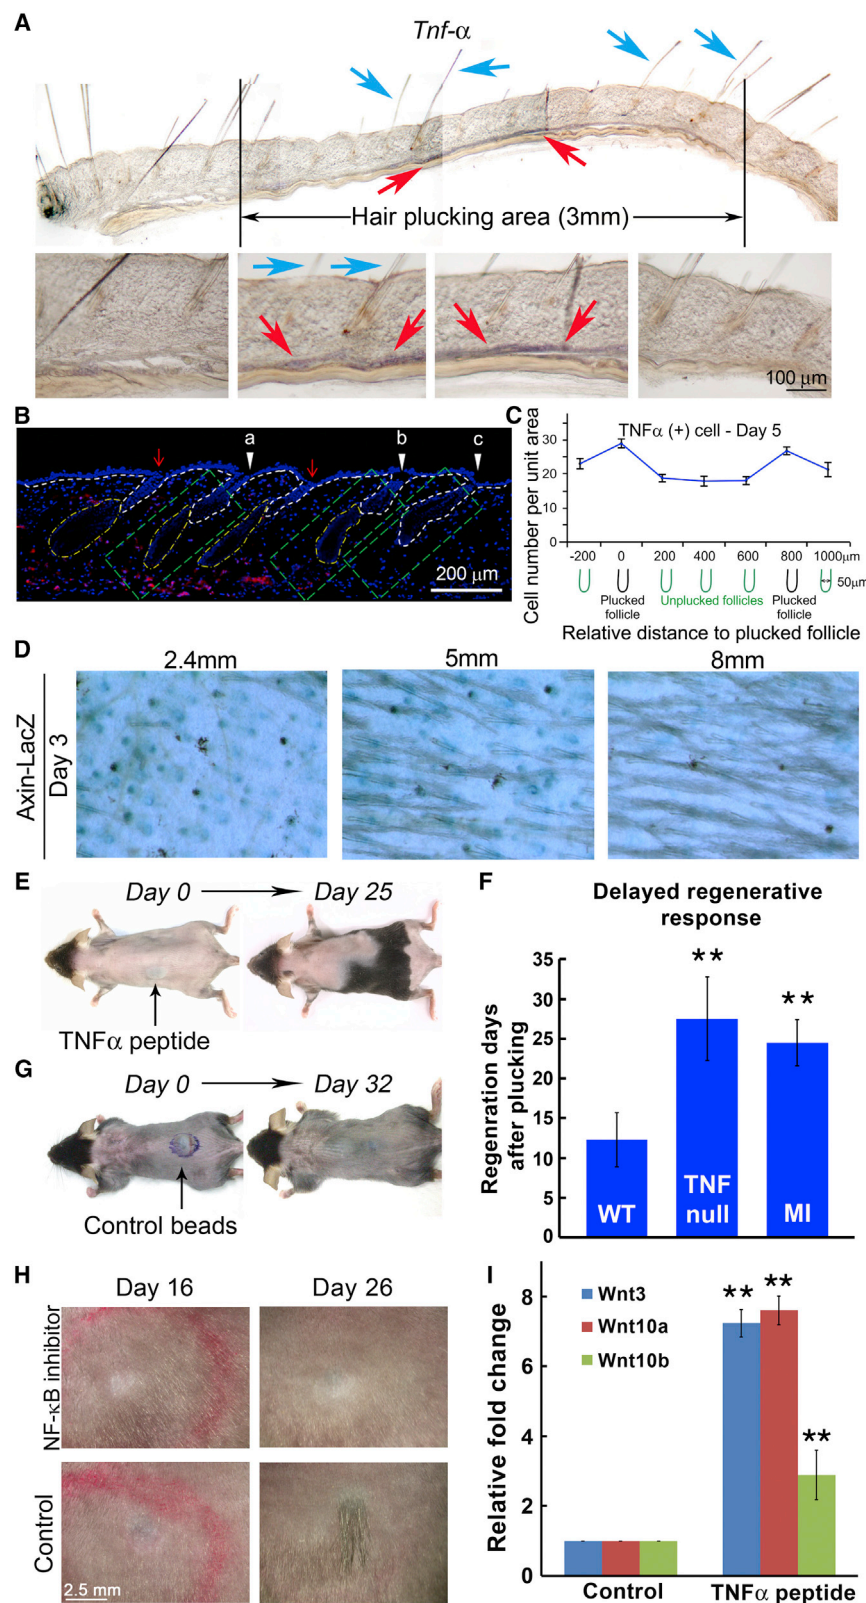 A
Tnf-α
Hair plucking area (3mm)
100 μm
B
a
b
c
200 μm
C
TNFα (+) cell - Day 5
Cell number per unit area
30
20
10
0
-200
0
200
400
600
800
1000μm
50μm
Plucked
follicle
Unplucked follicles
Plucked
follicle
Relative distance to plucked follicle
D
2.4mm
5mm
8mm
Axin-LacZ
Day 3
E
Day 0
Day 25
TNFα peptide
F
Delayed regenerative
response
Regenration days
after plucking
35
30
25
20
15
10
5
0
**
**
WT
TNF
null
MI
G
Day 0
Day 32
Control beads
H
Day 16
Day 26
NF-κB inhibitor
Control
2.5 mm
I
Relative fold change
8
6
4
2
0
Wnt3
Wnt10a
Wnt10b
**
**
**
Control
TNFα peptide